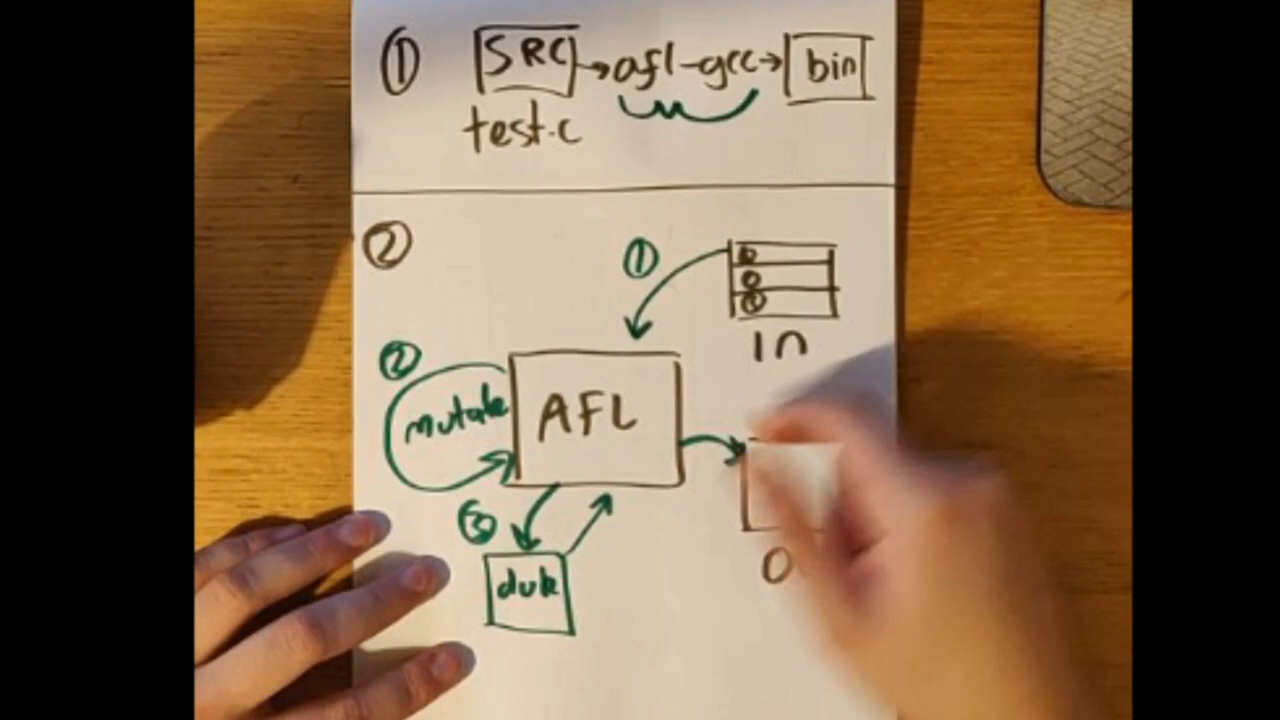 ① SRC → afl-gcc → bin
test.c
②
①
in
②
mutate
AFL
③
duk